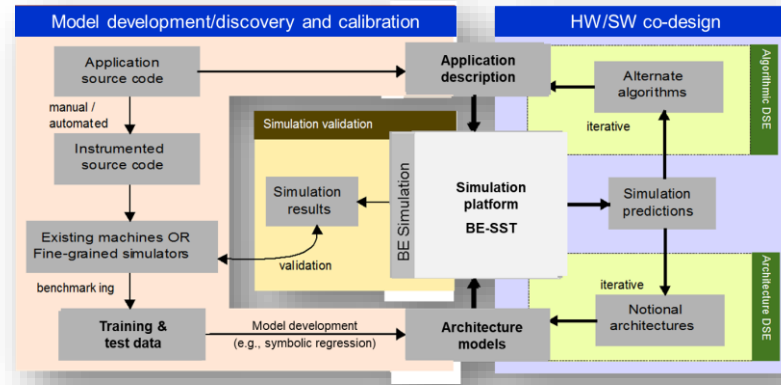 Model development/discovery and calibration
HW/SW co-design
Application
source code
Application
description
Alternate
algorithms
Algorithmic DSE
manual /
automated
Simulation validation
iterative
Instrumented
source code
BE Simulation
Simulation
results
Simulation
platform
BE-SST
Simulation
predictions
Existing machines OR
Fine-grained simulators
validation
benchmarking
iterative
Training &
test data
Model development
(e.g., symbolic regression)
Architecture
models
Notional
architectures
Architecture DSE